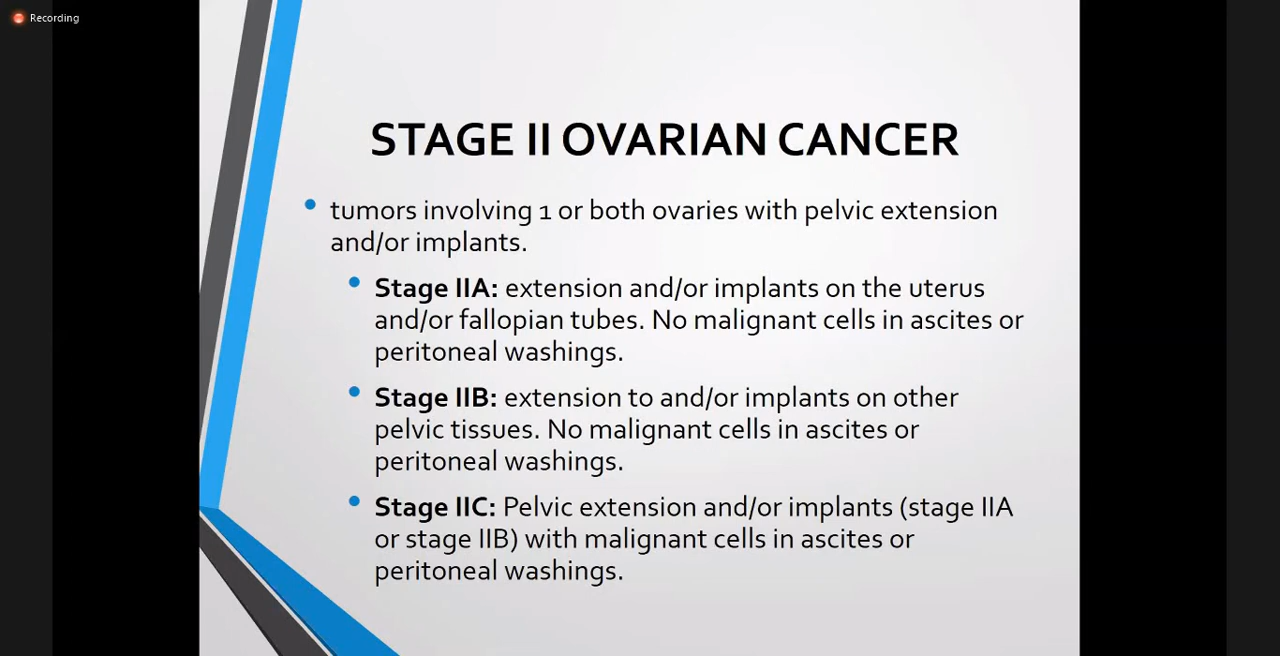 Recording
STAGE II OVARIAN CANCER
tumors involving 1 or both ovaries with pelvic extension
and/or implants.
Stage IIA: extension and/or implants on the uterus
and/or fallopian tubes. No malignant cells in ascites or
peritoneal washings.
Stage IIB: extension to and/or implants on other
pelvic tissues. No malignant cells in ascites or
peritoneal washings.
Stage IIC: Pelvic extension and/or implants (stage IIA
or stage IIB) with malignant cells in ascites or
peritoneal washings.